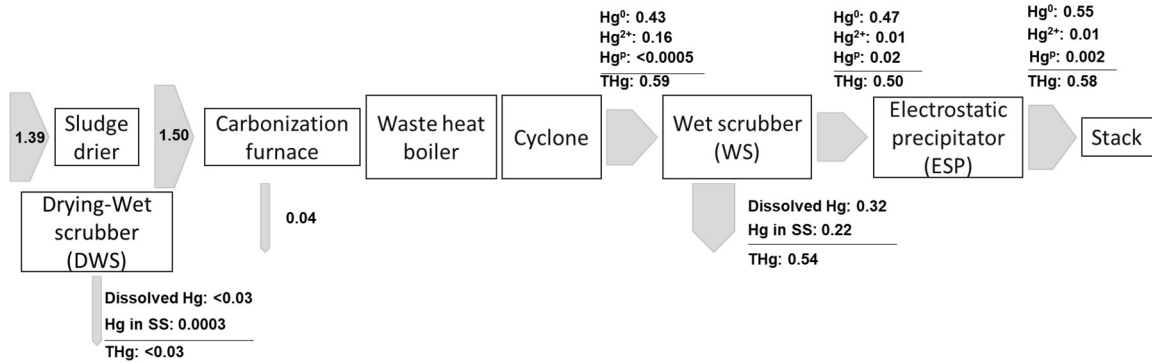 Hg⁰: 0.43
Hg²⁺: 0.16
Hgᵖ: <0.0005
THg: 0.59
Hg⁰: 0.47
Hg²⁺: 0.01
Hgᵖ: 0.02
THg: 0.50
Hg⁰: 0.55
Hg²⁺: 0.01
Hgᵖ: 0.002
THg: 0.58
1.39
Sludge
drier
1.50
Carbonization
furnace
Waste heat
boiler
Cyclone
Wet scrubber
(WS)
Electrostatic
precipitator
(ESP)
Stack
Drying-Wet
scrubber
(DWS)
0.04
Dissolved Hg: 0.32
Hg in SS: 0.22
THg: 0.54
Dissolved Hg: <0.03
Hg in SS: 0.0003
THg: <0.03